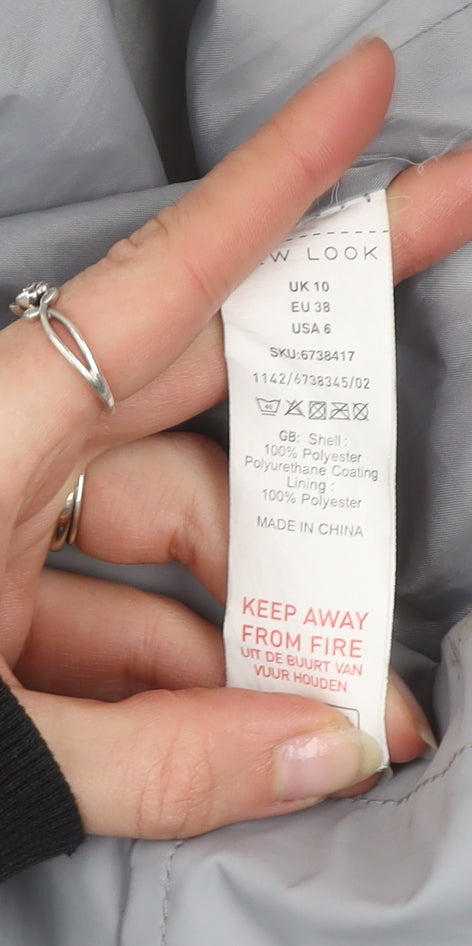 LOOK
UK 10
EU 38
USA 6
SKU:6738417
1142/6738345/02
40
GB: Shell:
100% Polyester
Polyurethane Coating
Lining :
100% Polyester
MADE IN CHINA
KEEP AWAY
FROM FIRE
UIT DE BUURT VAN
VUUR HOUDEN